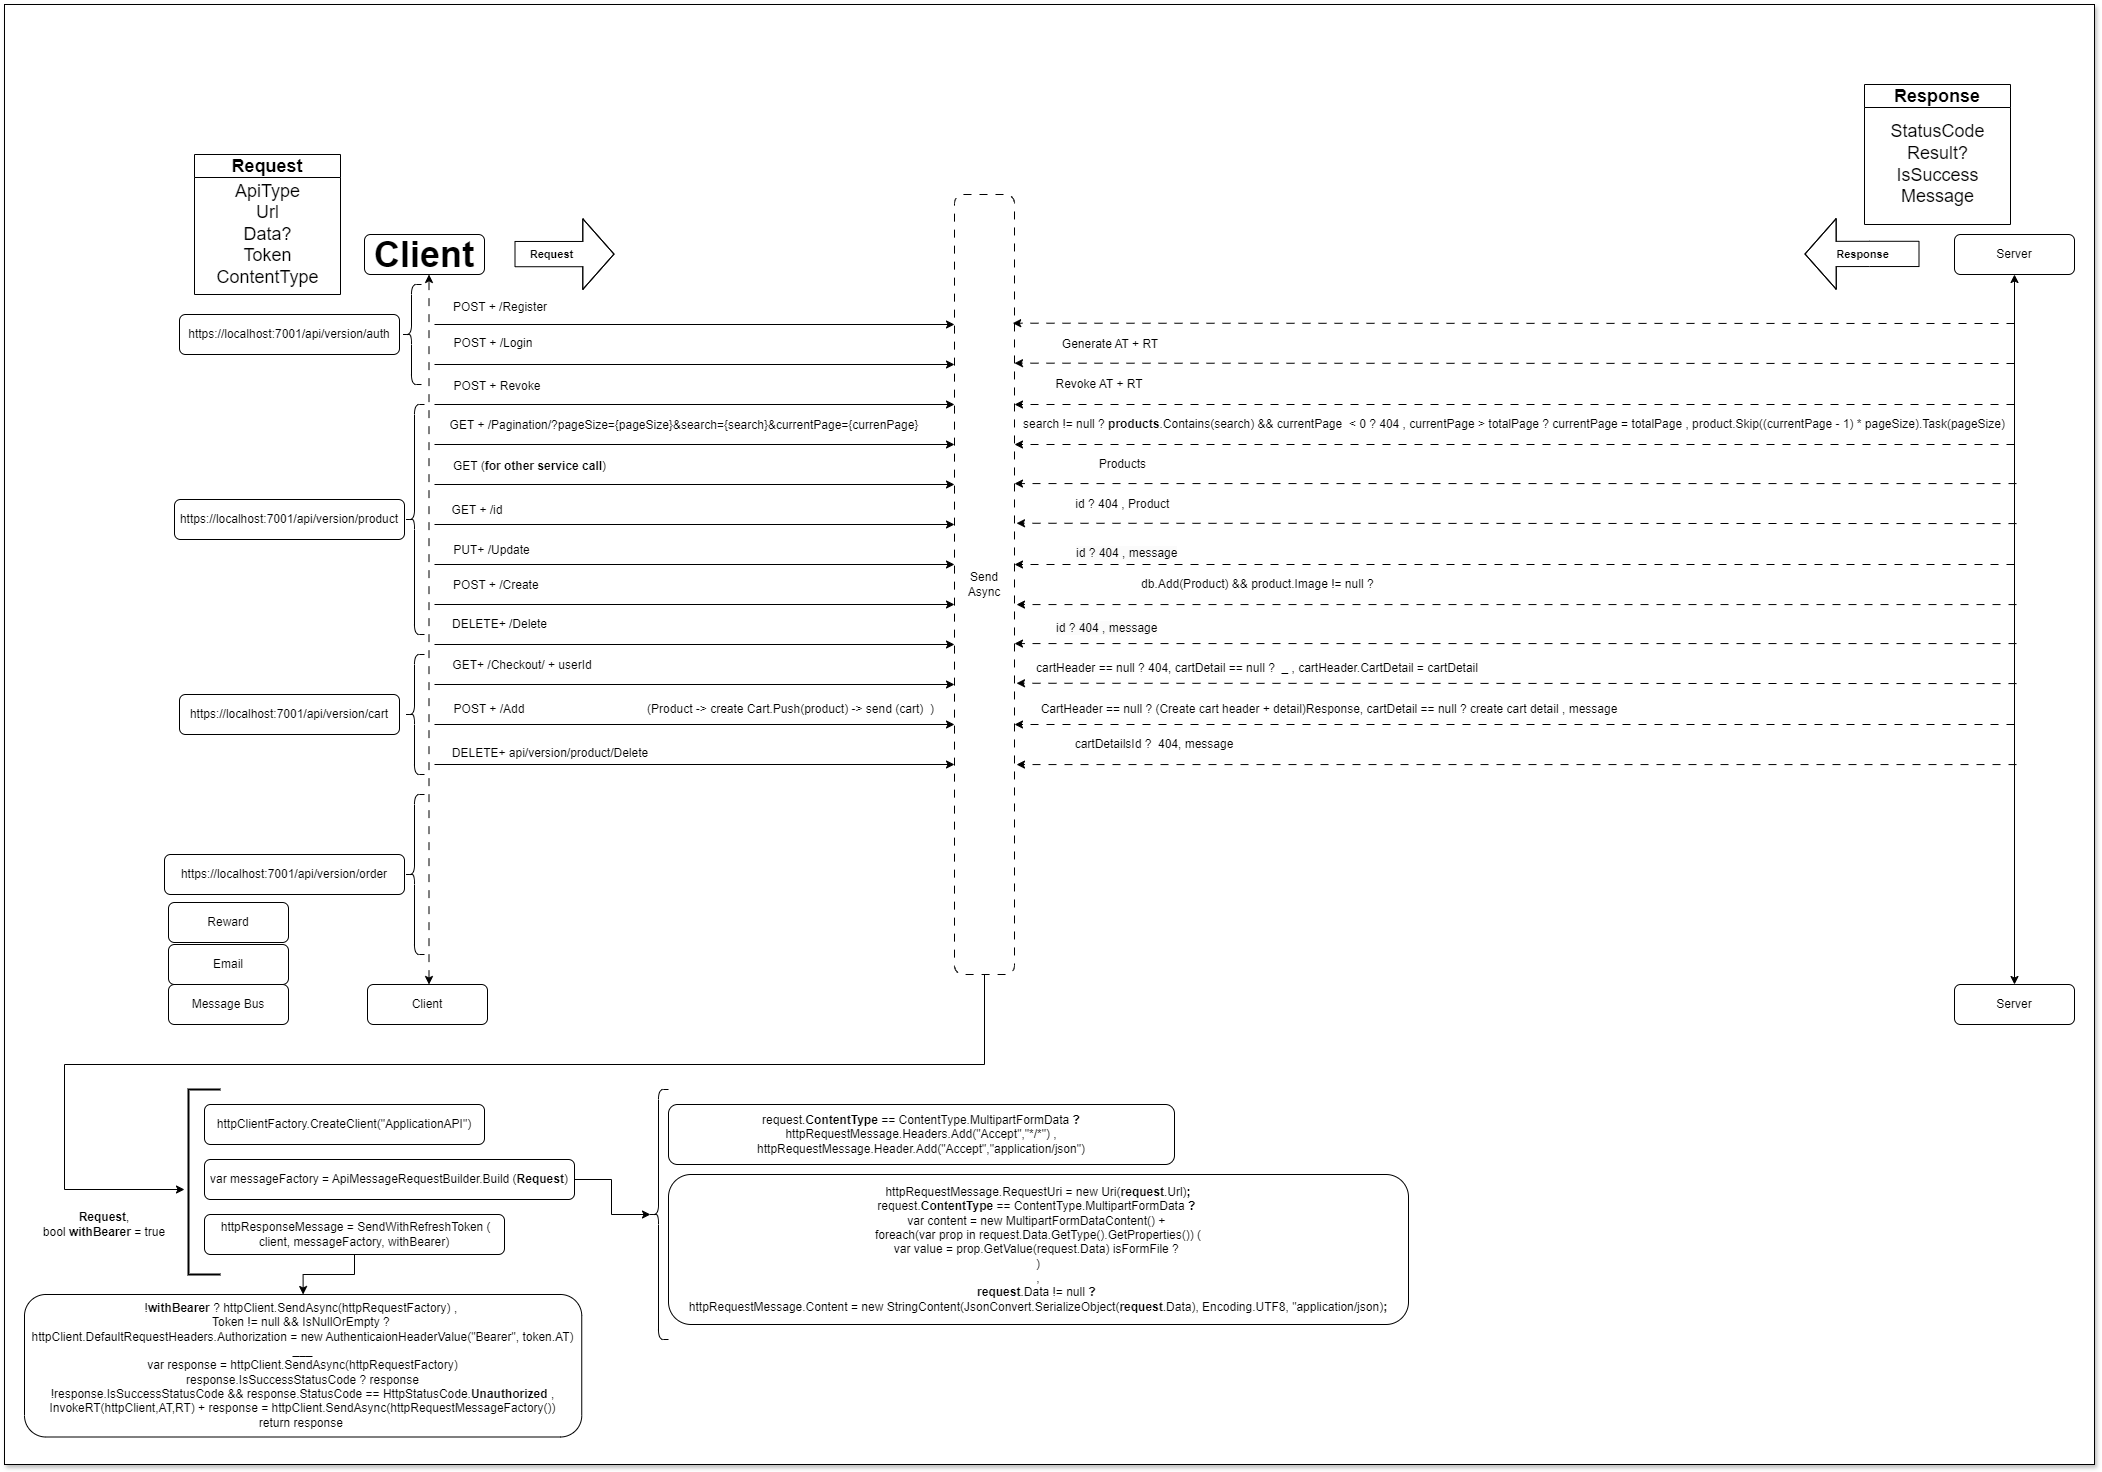 Response
StatusCode
Result?
IsSuccess
Message
Request
ApiType
Url
Data?
Token
ContentType
Client
Request
Response
Server
https://localhost:7001/api/version/auth
POST + /Register
POST + /Login
Generate AT + RT
POST + Revoke
Revoke AT + RT
https://localhost:7001/api/version/product
GET + /Pagination/?pageSize={pageSize}&search={search}&currentPage={currenPage}
search != null ? products.Contains(search) && currentPage < 0 ? 404 , currentPage > totalPage ? currentPage = totalPage , product.Skip((currentPage - 1) * pageSize).Task(pageSize)
GET (for other service call)
Products
GET + /id
id ? 404 , Product
PUT+ /Update
id ? 404 , message
POST + /Create
db.Add(Product) && product.Image != null ?
DELETE+ /Delete
id ? 404 , message
Send
Async
https://localhost:7001/api/version/cart
GET+ /Checkout/ + userId
cartHeader == null ? 404, cartDetail == null ? _ , cartHeader.CartDetail = cartDetail
POST + /Add
(Product -> create Cart.Push(product) -> send (cart) )
CartHeader == null ? (Create cart header + detail)Response, cartDetail == null ? create cart detail , message
DELETE+ api/version/product/Delete
cartDetailsId ? 404, message
https://localhost:7001/api/version/order
Reward
Email
Message Bus
Client
Server
Request,
bool withBearer = true
httpClientFactory.CreateClient("ApplicationAPI")
var messageFactory = ApiMessageRequestBuilder.Build (Request)
httpResponseMessage = SendWithRefreshToken (
client, messageFactory, withBearer)
request.ContentType == ContentType.MultipartFormData ?
httpRequestMessage.Headers.Add("Accept","*/*") ,
httpRequestMessage.Header.Add("Accept","application/json")
httpRequestMessage.RequestUri = new Uri(request.Url);
request.ContentType == ContentType.MultipartFormData ?
var content = new MultipartFormDataContent() +
foreach(var prop in request.Data.GetType().GetProperties()) (
var value = prop.GetValue(request.Data) isFormFile ?
)
,
request.Data != null ?
httpRequestMessage.Content = new StringContent(JsonConvert.SerializeObject(request.Data), Encoding.UTF8, "application/json);
!withBearer ? httpClient.SendAsync(httpRequestFactory) ,
Token != null && IsNullOrEmpty ?
httpClient.DefaultRequestHeaders.Authorization = new AuthenticaionHeaderValue("Bearer", token.AT)
___
var response = httpClient.SendAsync(httpRequestFactory)
response.IsSuccessStatusCode ? response
!response.IsSuccessStatusCode && response.StatusCode == HttpStatusCode.Unauthorized ,
InvokeRT(httpClient,AT,RT) + response = httpClient.SendAsync(httpRequestMessageFactory())
return response